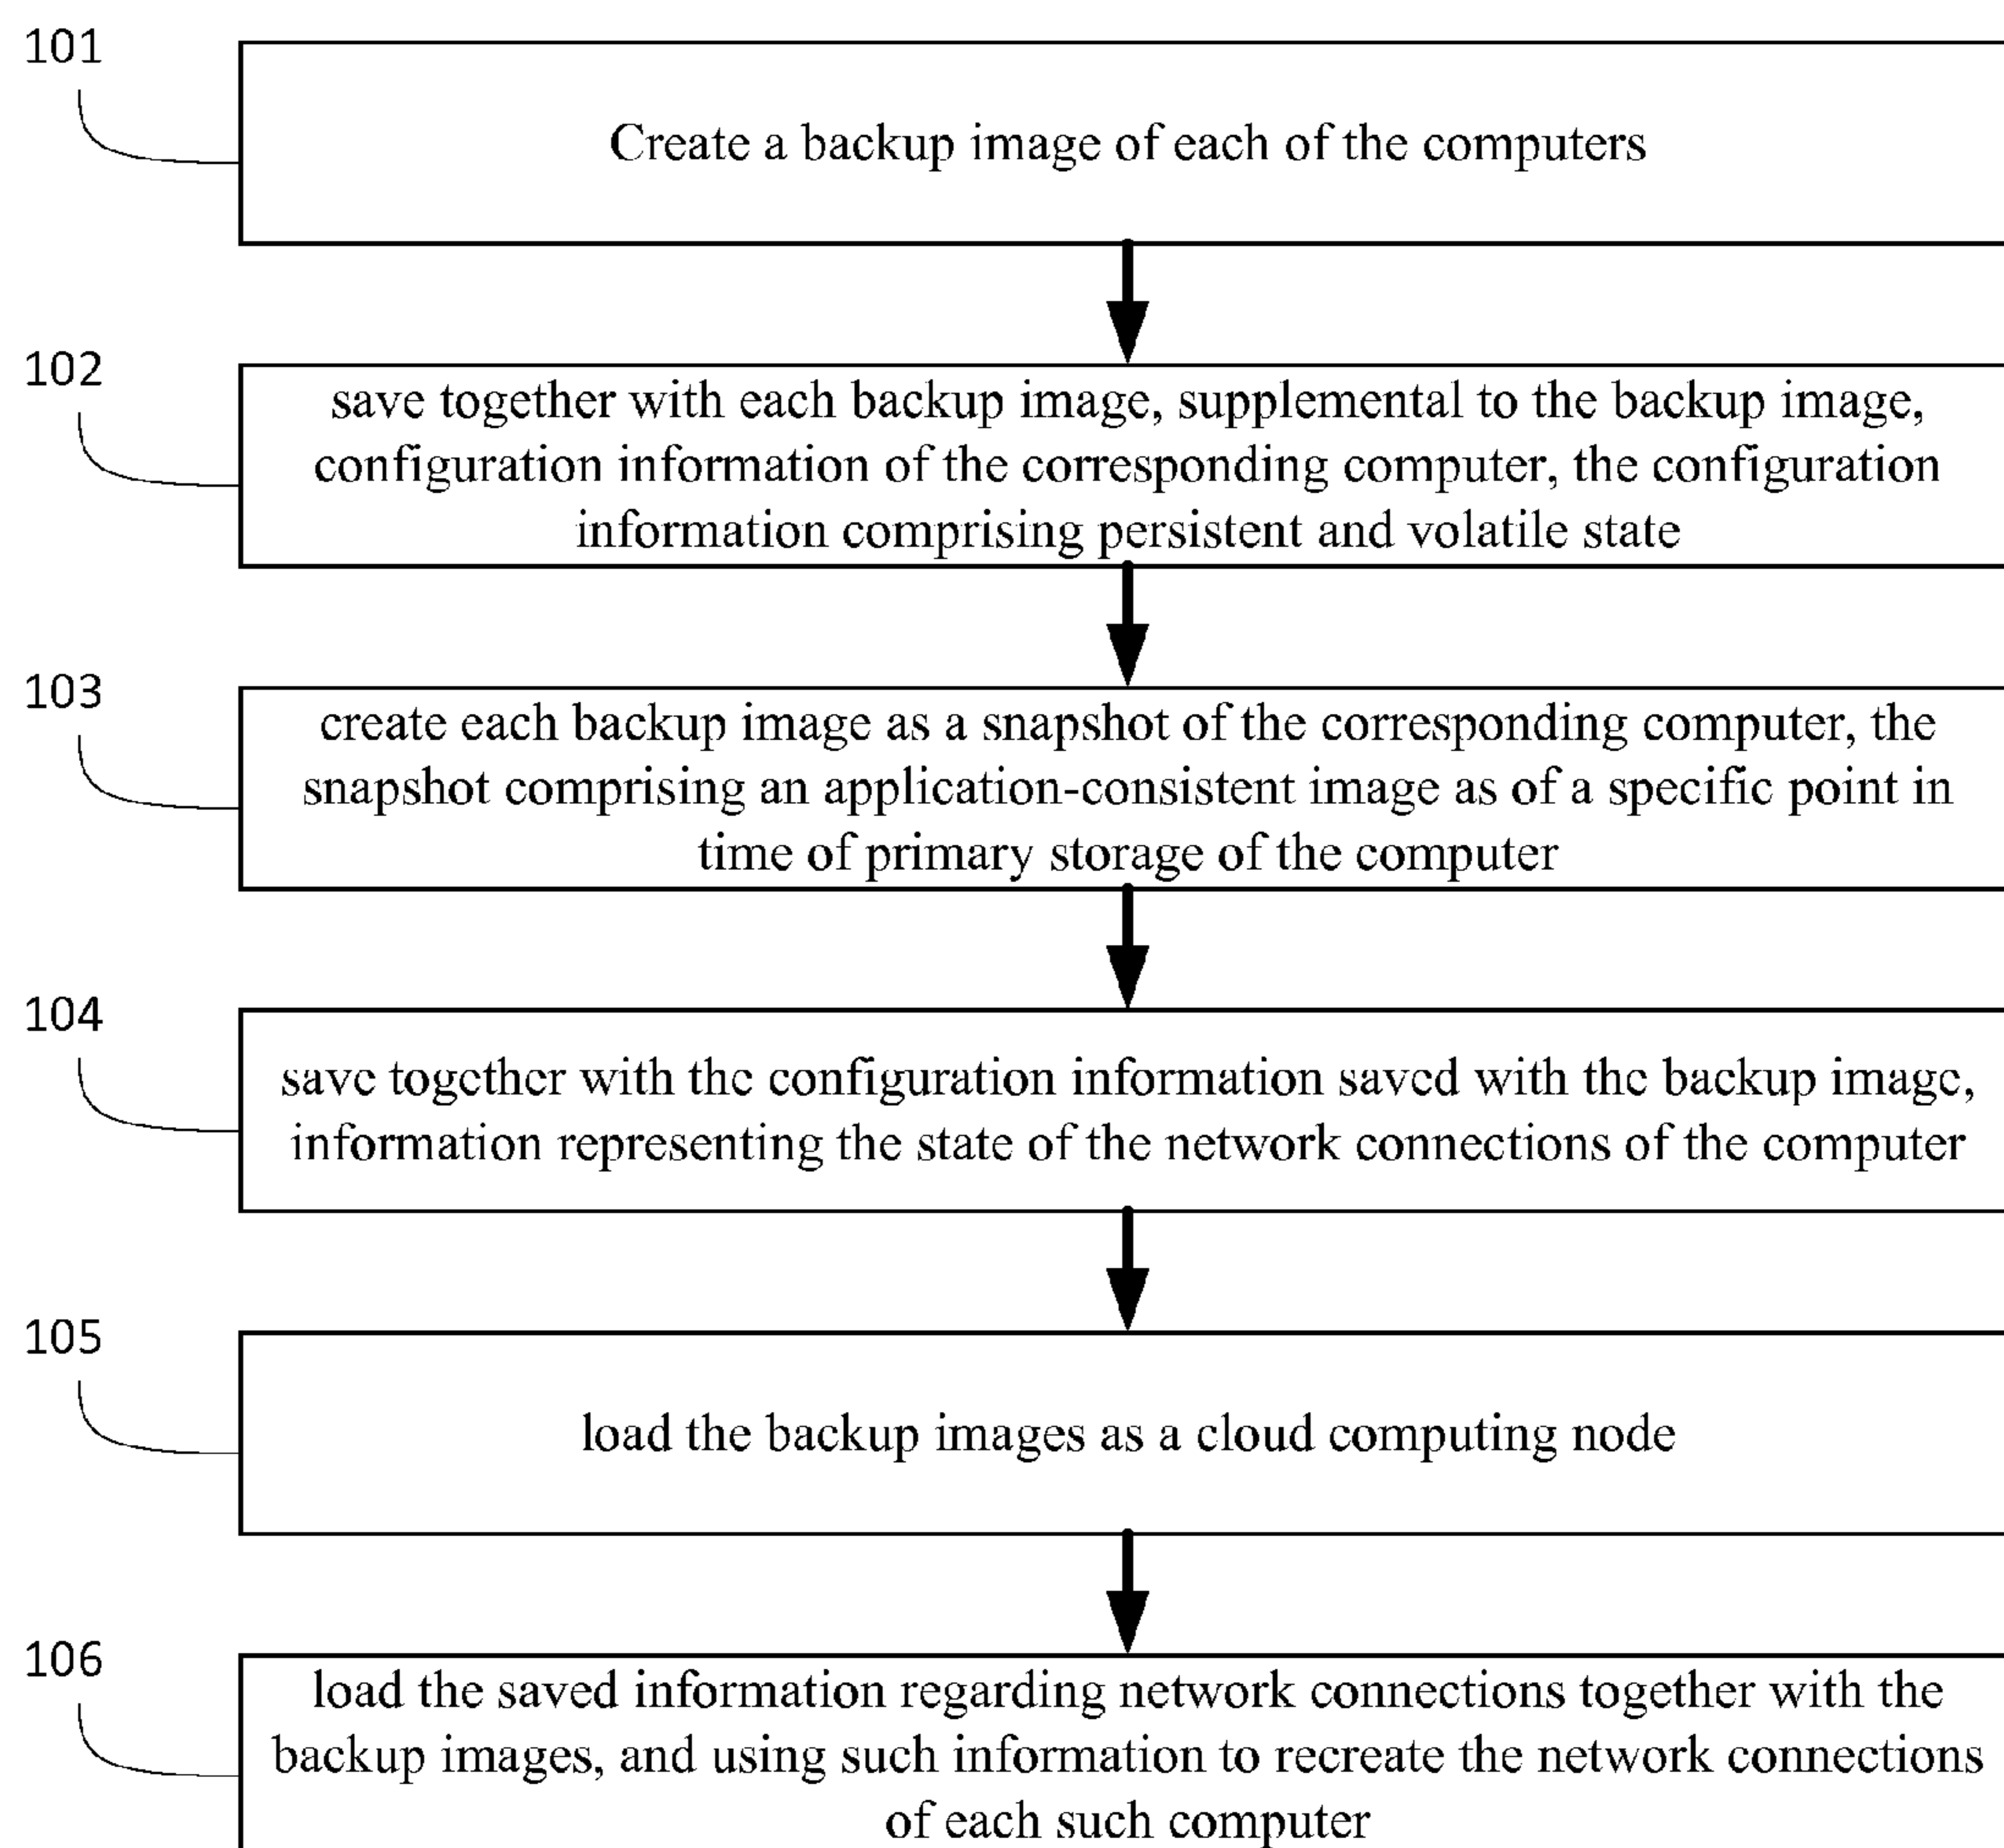 101
Create a backup image of each of the computers
102
save together with each backup image, supplemental to the backup image,
configuration information of the corresponding computer, the configuration
information comprising persistent and volatile state
103
create each backup image as a snapshot of the corresponding computer, the
snapshot comprising an application-consistent image as of a specific point in
time of primary storage of the computer
104
save together with the configuration information saved with the backup image,
information representing the state of the network connections of the computer
105
load the backup images as a cloud computing node
106
load the saved information regarding network connections together with the
backup images, and using such information to recreate the network connections
of each such computer